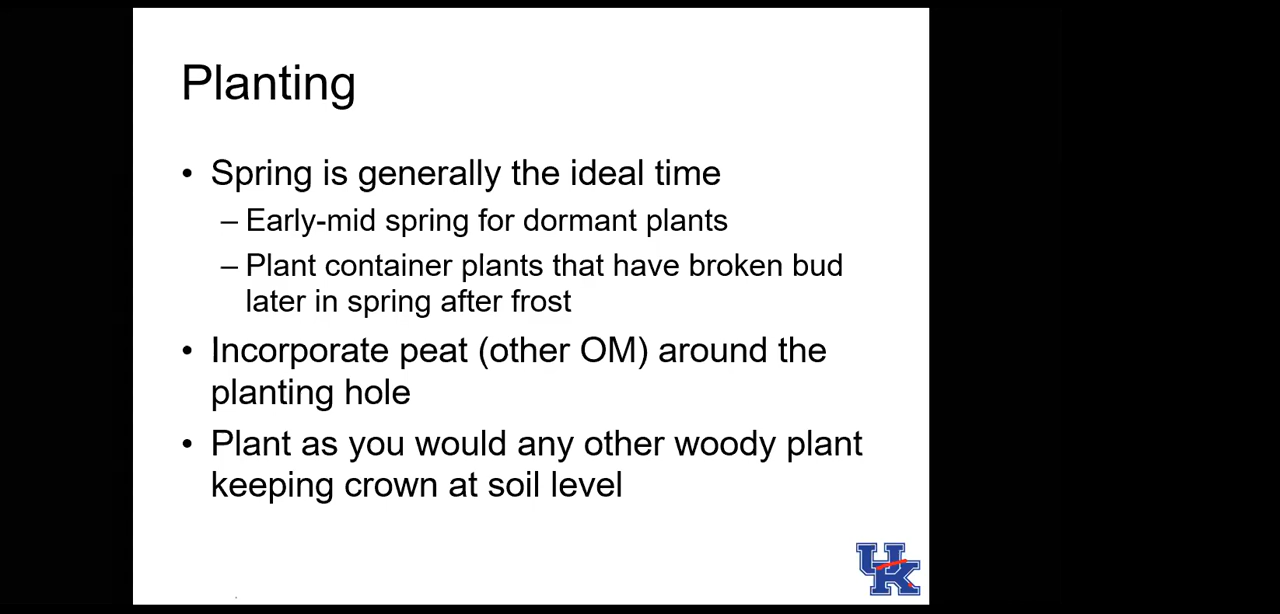 Planting
• Spring is generally the ideal time
– Early-mid spring for dormant plants
– Plant container plants that have broken bud
later in spring after frost
• Incorporate peat (other OM) around the
planting hole
• Plant as you would any other woody plant
keeping crown at soil level
UK